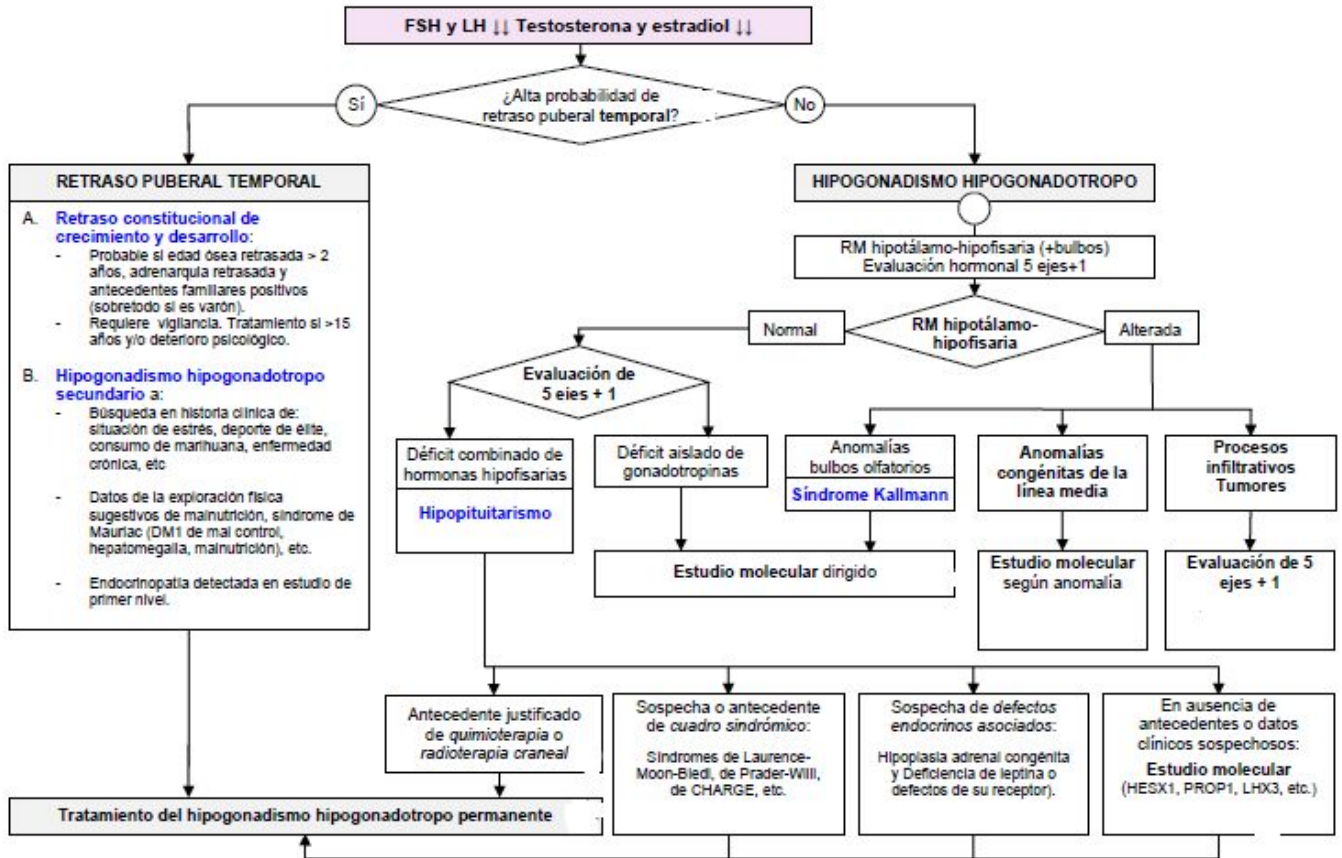 FSH y LH ↓↓ Testosterona y estradiol ↓↓
¿Alta probabilidad de
retraso puberal temporal?
Sí
No
RETRASO PUBERAL TEMPORAL
A. Retraso constitucional de
crecimiento y desarrollo:
- Probable si edad ósea retrasada > 2
años, adrenarquia retrasada y
antecedentes familiares positivos
(sobretodo si es varón).
- Requiere vigilancia. Tratamiento si >15
años y/o deterioro psicológico.
B. Hipogonadismo hipogonadotropo
secundario a:
- Búsqueda en historia clínica de:
situación de estrés, deporte de élite,
consumo de marihuana, enfermedad
crónica, etc
- Datos de la exploración física
sugestivos de malnutrición, síndrome de
Mauriac (DM1 de mal control,
hepatomegalia, malnutrición), etc.
- Endocrinopatía detectada en estudio de
primer nivel.
HIPOGONADISMO HIPOGONADOTROPO
RM hipotálamo-hipofisaria (+bulbos)
Evaluación hormonal 5 ejes+1
RM hipotálamo-
hipofisaria
Normal
Alterada
Evaluación de
5 ejes + 1
Déficit combinado de
hormonas hipofisarias
Hipopituitarismo
Déficit aislado de
gonadotropinas
Anomalías
bulbos olfatorios
Síndrome Kallmann
Anomalías
congénitas de la
línea media
Procesos
infiltrativos
Tumores
Estudio molecular dirigido
Estudio molecular
según anomalía
Evaluación de 5
ejes + 1
Antecedente justificado
de quimioterapia o
radioterapia craneal
Sospecha o antecedente
de cuadro sindrómico:
Síndromes de Laurence-
Moon-Biedl, de Prader-Will,
de CHARGE, etc.
Sospecha de defectos
endocrinos asociados:
Hipoplasia adrenal congénita
y Deficiencia de leptina o
defectos de su receptor).
En ausencia de
antecedentes o datos
clínicos sospechosos:
Estudio molecular
(HESX1, PROP1, LHX3, etc.)
Tratamiento del hipogonadismo hipogonadotropo permanente